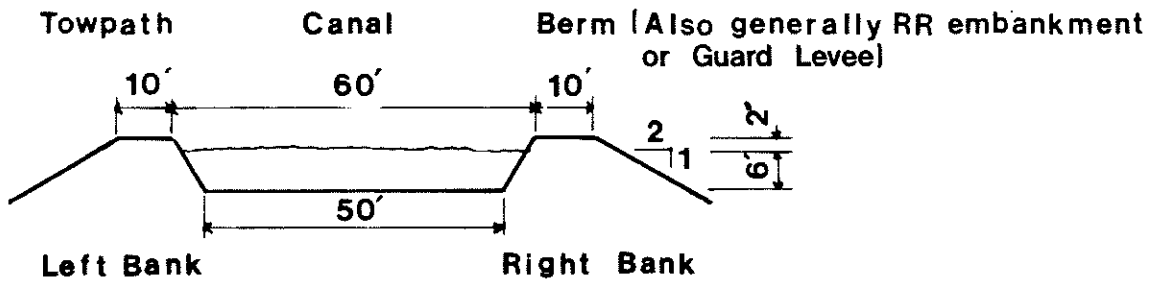 Towpath Canal Berm (Also generally RR embankment
or Guard Levee)
10′ 60′ 10′
2′
2
1
6′
50′
Left Bank Right Bank